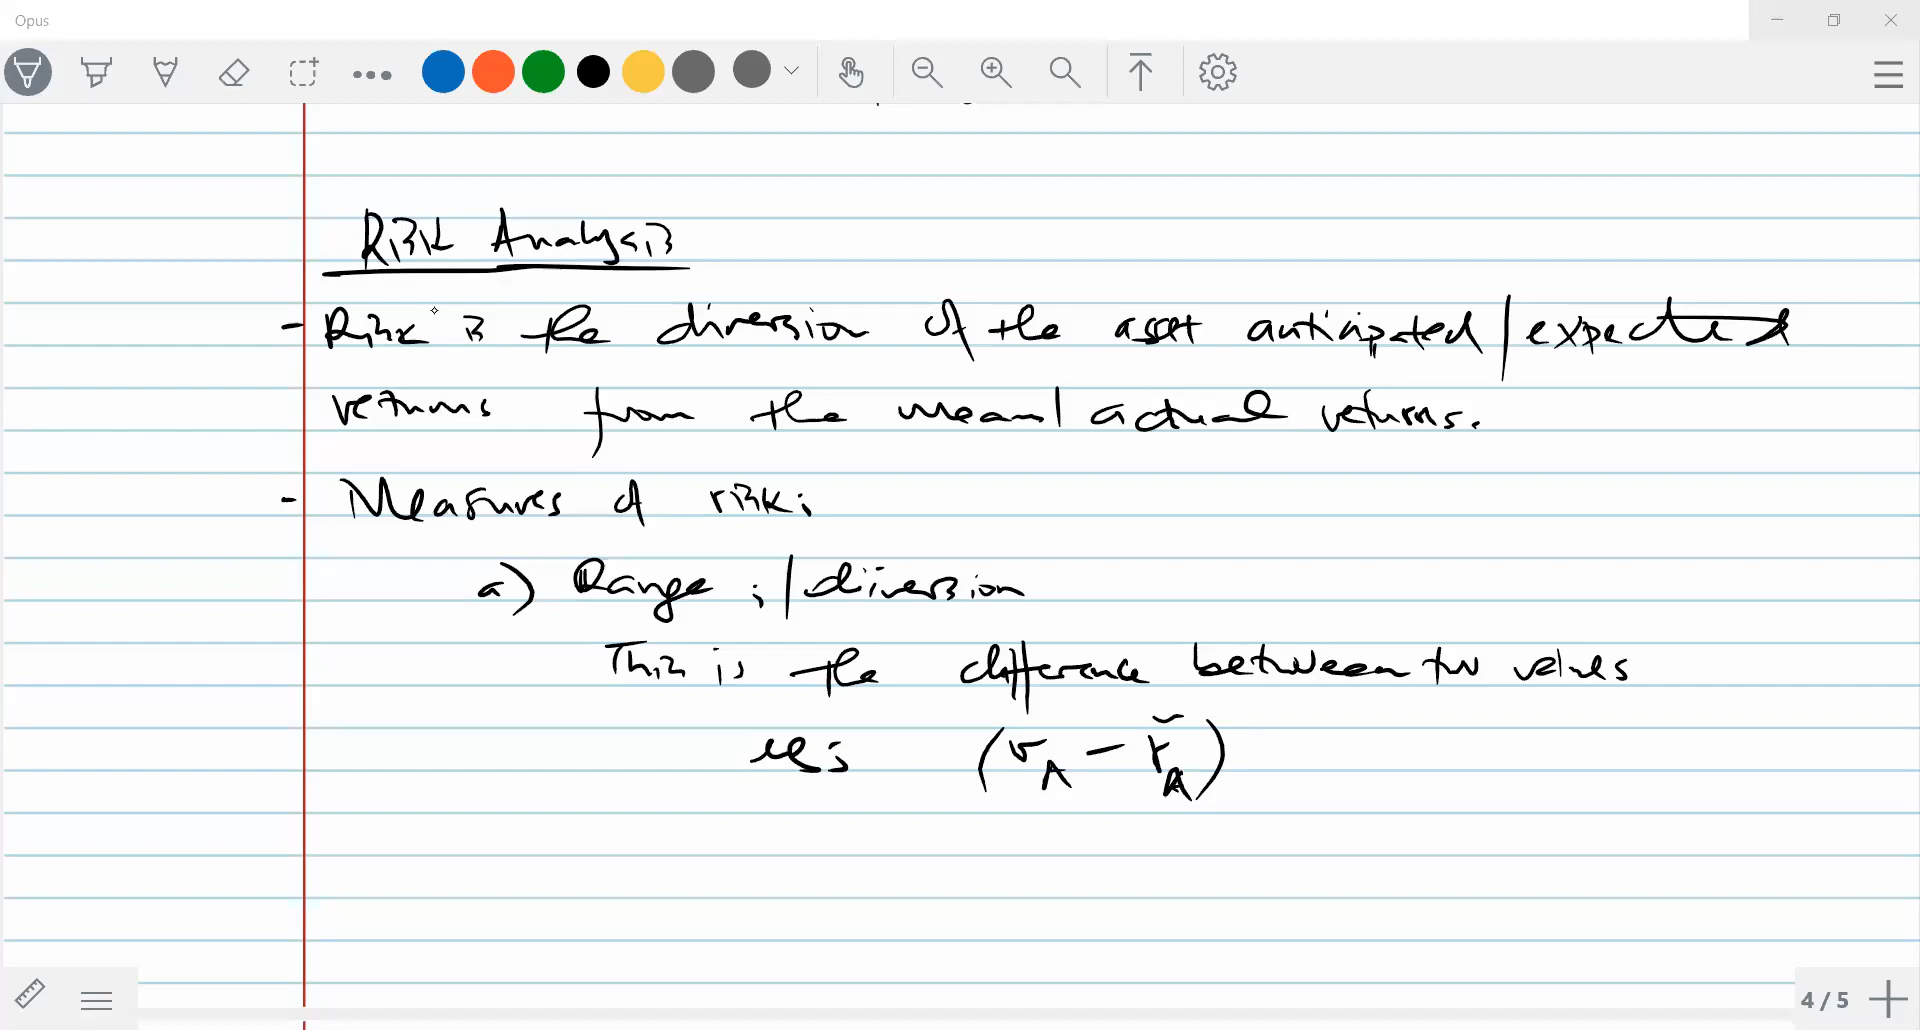 Opus
Risk Analysis
- Risk is the diversion of the asset anticipated/expected
returns from the mean/actual returns.
- Measures of risk;
a) Range ;/diversion
This is the difference between two values
(r_A - r̃_A)
4 / 5